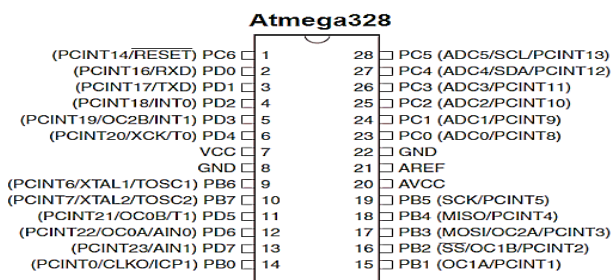 Atmega328
(PCINT14/RESET) PC6 1 28 PC5 (ADC5/SCL/PCINT13)
(PCINT16/RXD) PD0 2 27 PC4 (ADC4/SDA/PCINT12)
(PCINT17/TXD) PD1 3 26 PC3 (ADC3/PCINT11)
(PCINT18/INT0) PD2 4 25 PC2 (ADC2/PCINT10)
(PCINT19/OC2B/INT1) PD3 5 24 PC1 (ADC1/PCINT9)
(PCINT20/XCK/T0) PD4 6 23 PC0 (ADC0/PCINT8)
VCC 7 22 GND
GND 8 21 AREF
(PCINT6/XTAL1/TOSC1) PB6 9 20 AVCC
(PCINT7/XTAL2/TOSC2) PB7 10 19 PB5 (SCK/PCINT5)
(PCINT21/OC0B/T1) PD5 11 18 PB4 (MISO/PCINT4)
(PCINT22/OC0A/AIN0) PD6 12 17 PB3 (MOSI/OC2A/PCINT3)
(PCINT23/AIN1) PD7 13 16 PB2 (SS/OC1B/PCINT2)
(PCINT0/CLKO/ICP1) PB0 14 15 PB1 (OC1A/PCINT1)